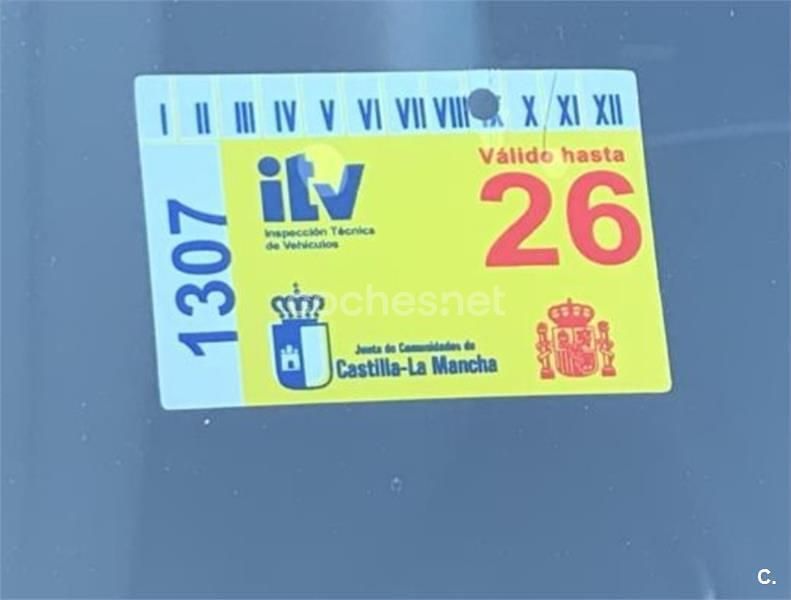 I II III IV V VI VII VIII IX X XI XII
Válido hasta
26
itv
Inspección Técnica
de Vehículos
1307
coches.net
Junta de Comunidades de
Castilla-La Mancha
C.